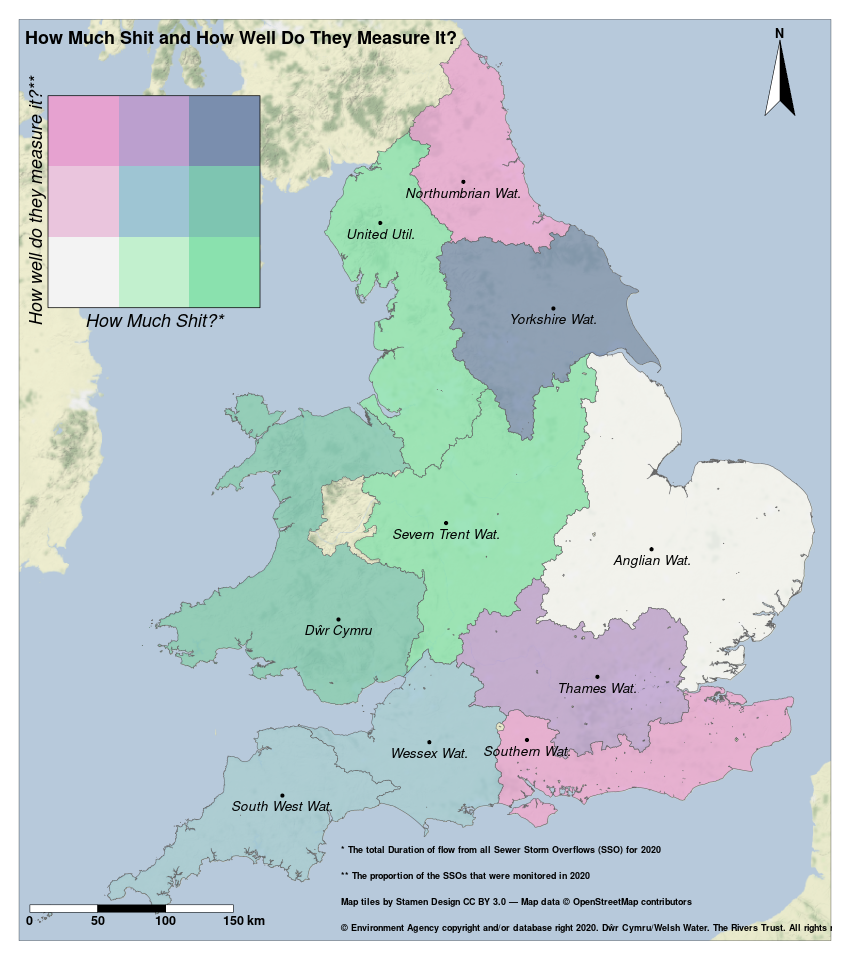 How Much Shit and How Well Do They Measure It?
N
How well do they measure it?**
How Much Shit?*
Northumbrian Wat.
United Util.
Yorkshire Wat.
Severn Trent Wat.
Anglian Wat.
Dŵr Cymru
Thames Wat.
Wessex Wat.
Southern Wat.
South West Wat.
* The total Duration of flow from all Sewer Storm Overflows (SSO) for 2020
** The proportion of the SSOs that were monitored in 2020
Map tiles by Stamen Design CC BY 3.0 — Map data © OpenStreetMap contributors
0 50 100 150 km
© Environment Agency copyright and/or database right 2020. Dŵr Cymru/Welsh Water. The Rivers Trust. All rights